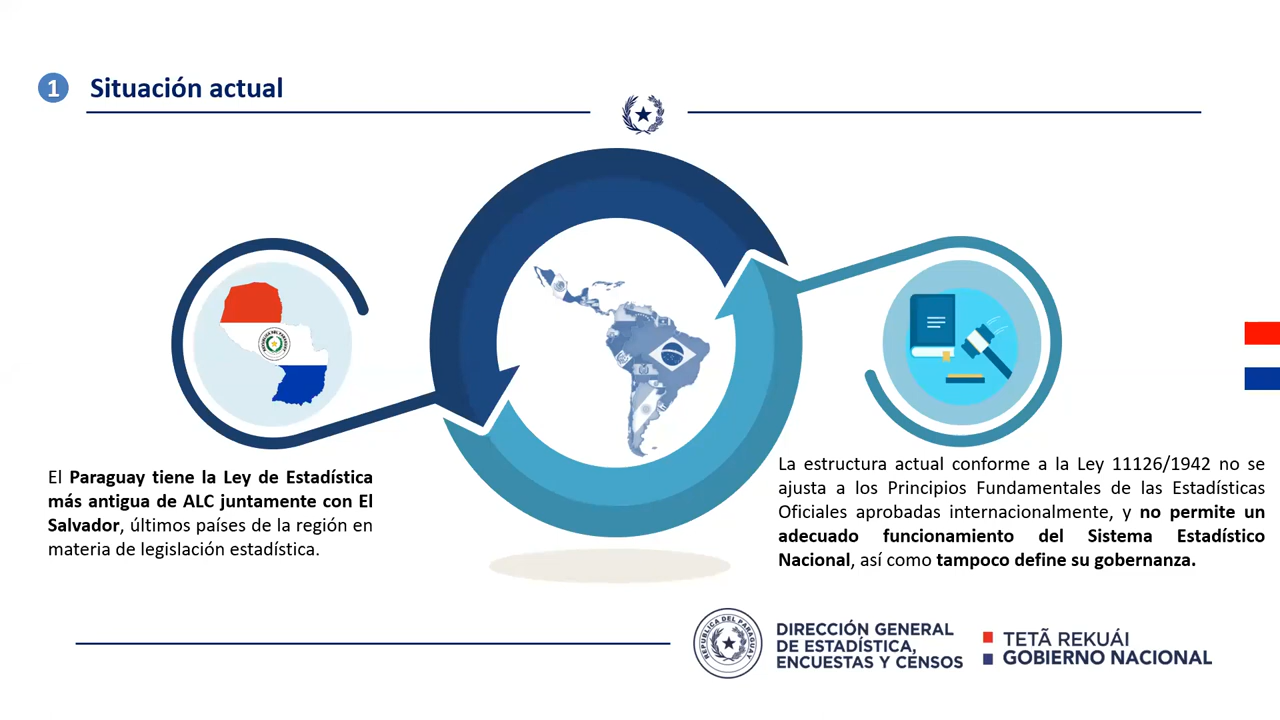 1 Situación actual
El Paraguay tiene la Ley de Estadística
más antigua de ALC juntamente con El
Salvador, últimos países de la región en
materia de legislación estadística.
La estructura actual conforme a la Ley 11126/1942 no se
ajusta a los Principios Fundamentales de las Estadísticas
Oficiales aprobadas internacionalmente, y no permite un
adecuado funcionamiento del Sistema Estadístico
Nacional, así como tampoco define su gobernanza.
REPUBLICA DEL PARAGUAY
DIRECCIÓN GENERAL
DE ESTADÍSTICA,
ENCUESTAS Y CENSOS
TETÃ REKUÁI
GOBIERNO NACIONAL